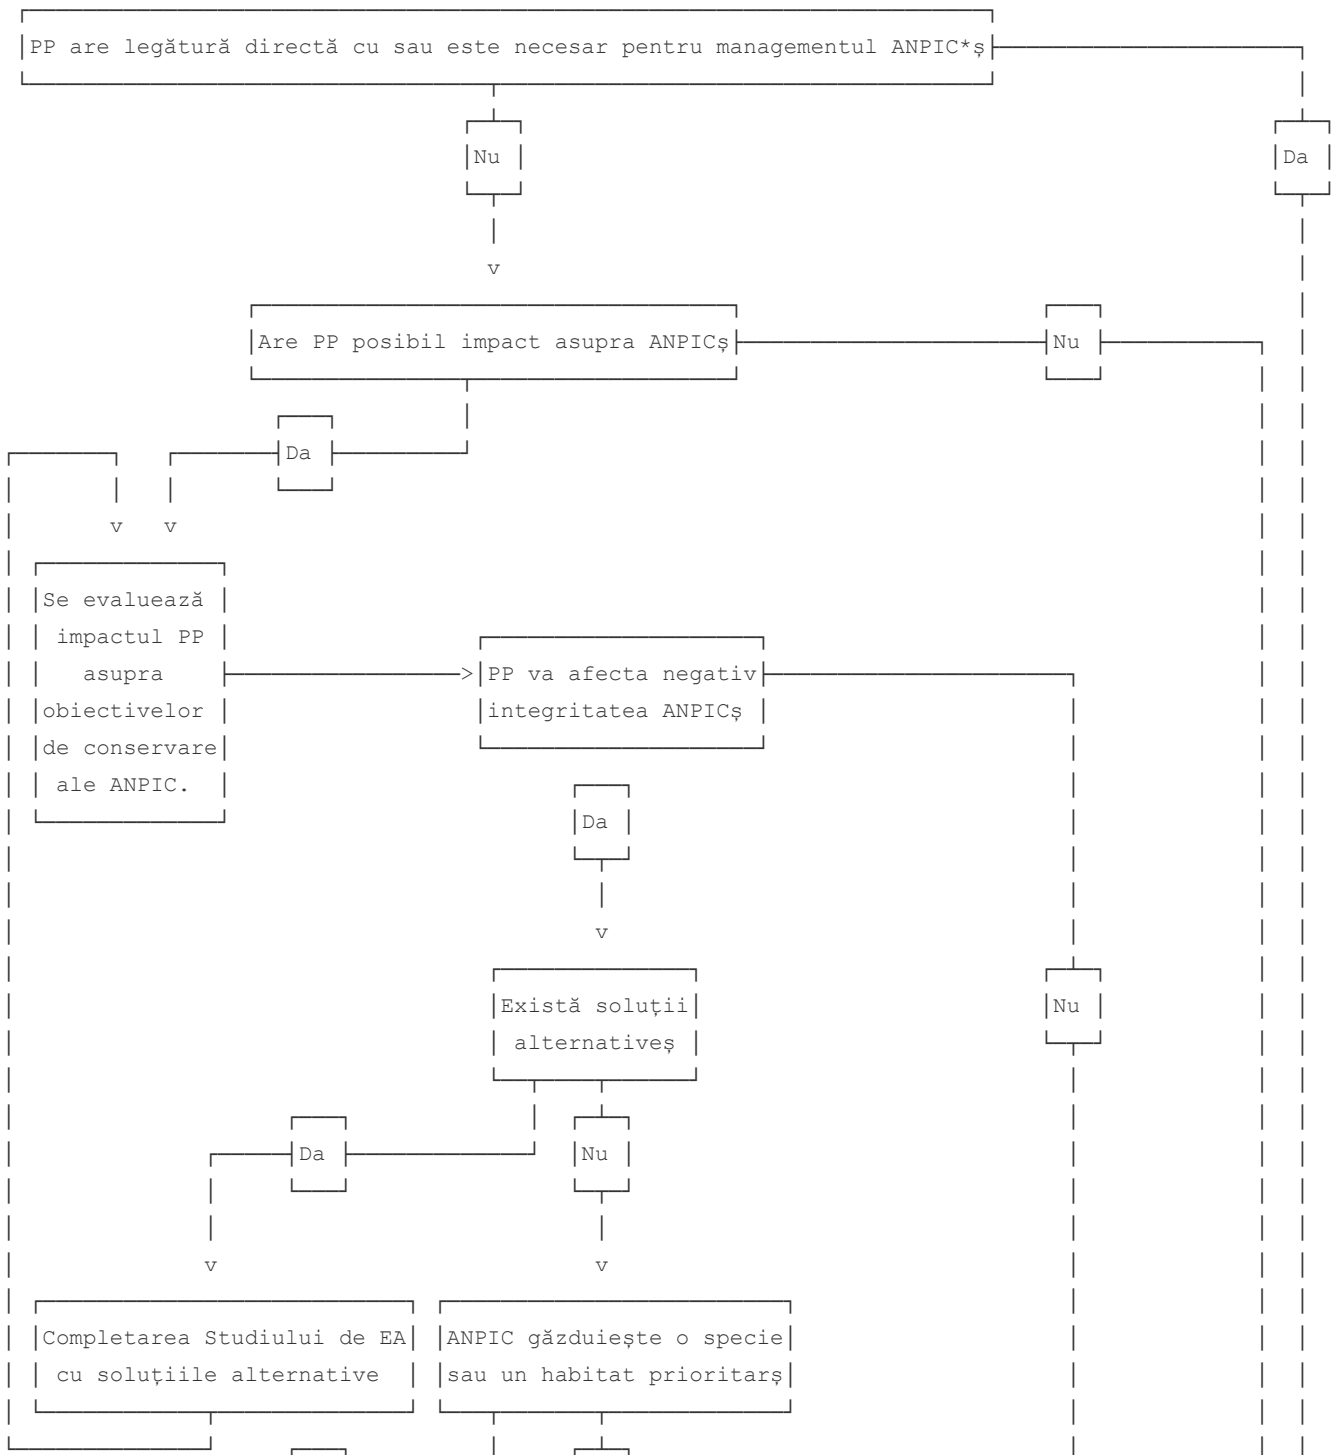 PP are legătură directă cu sau este necesar pentru managementul ANPIC*ș
Nu
Da
Are PP posibil impact asupra ANPICș
Nu
Da
Se evaluează
impactul PP
asupra
obiectivelor
de conservare
ale ANPIC.
PP va afecta negativ
integritatea ANPICș
Da
Există soluții
alternativeș
Nu
Da
Nu
Completarea Studiului de EA
cu soluțiile alternative
ANPIC găzduiește o specie
sau un habitat prioritarș